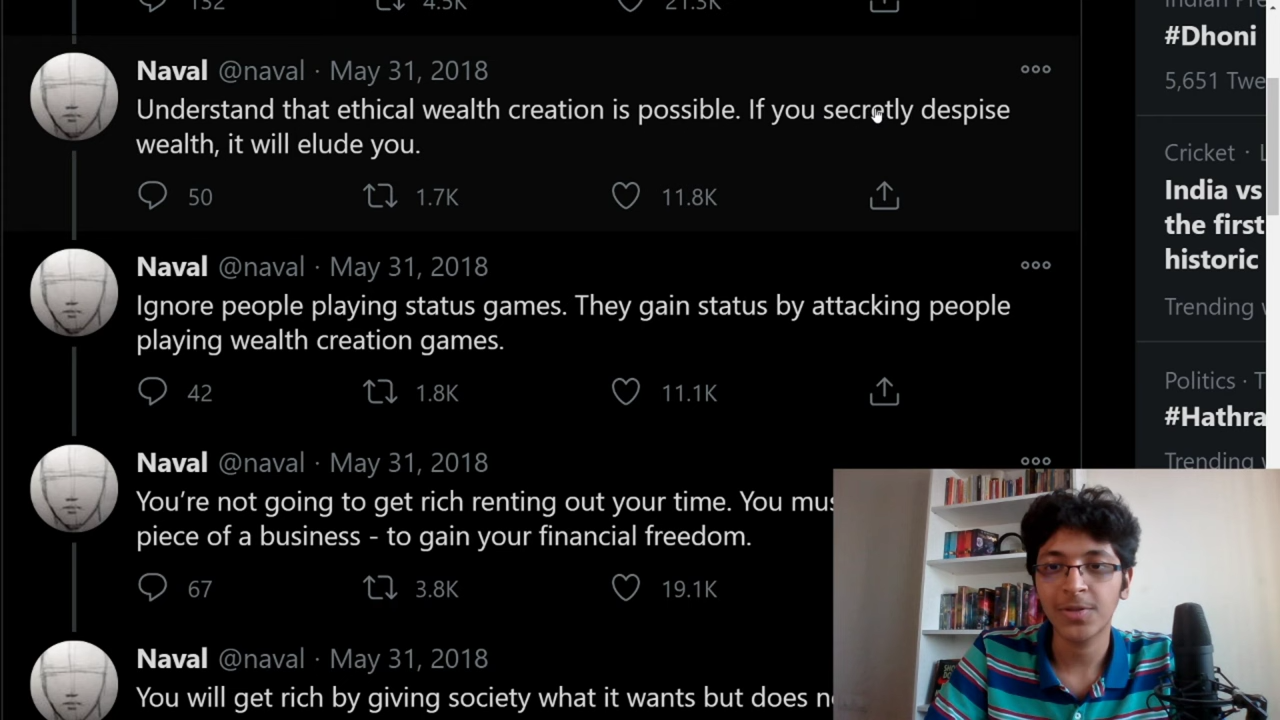 132 4.5K 21.5K
Naval @naval · May 31, 2018
Understand that ethical wealth creation is possible. If you secretly despise
wealth, it will elude you.
50 1.7K 11.8K
Naval @naval · May 31, 2018
Ignore people playing status games. They gain status by attacking people
playing wealth creation games.
42 1.8K 11.1K
Naval @naval · May 31, 2018
You’re not going to get rich renting out your time. You mus
piece of a business - to gain your financial freedom.
67 3.8K 19.1K
Naval @naval · May 31, 2018
You will get rich by giving society what it wants but does n
Indian Pre
#Dhoni
5,651 Twe
Cricket · L
India vs
the first
historic
Trending w
Politics · T
#Hathra
Trending w